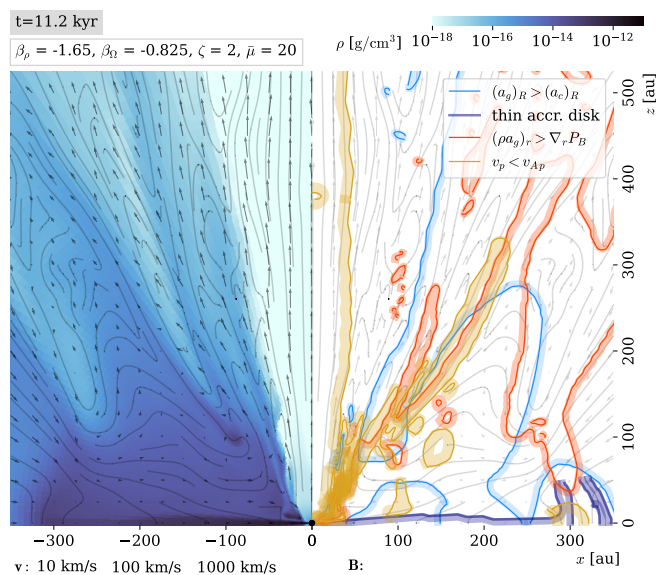 t=11.2 kyr
β_ρ = -1.65, β_Ω = -0.825, ζ = 2, μ̄ = 20
ρ [g/cm³] 10⁻¹⁸ 10⁻¹⁶ 10⁻¹⁴ 10⁻¹²
(a_g)_R > (a_c)_R
thin accr. disk
(ρa_g)_r > ∇_r P_B
v_p < v_{Ap}
z [au]
500
400
300
200
100
0
−300 −200 −100 0 100 200 300
x [au]
v: 10 km/s 100 km/s 1000 km/s B: